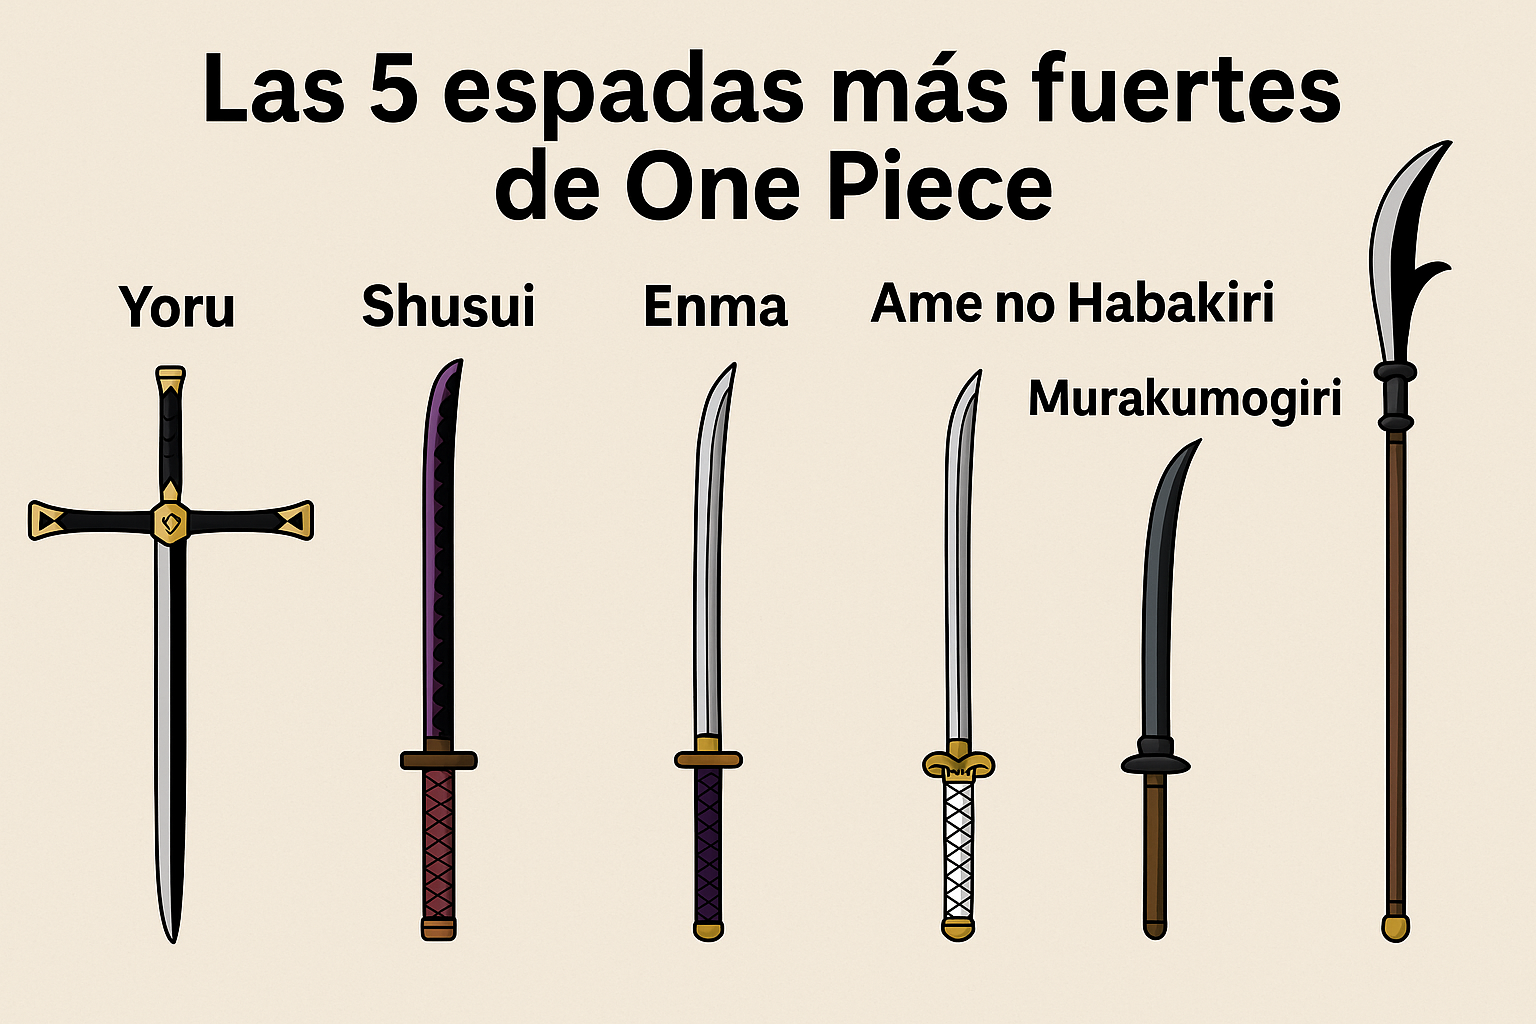 Las 5 espadas más fuertes
de One Piece
Yoru
Shusui
Enma
Ame no Habakiri
Murakumogiri